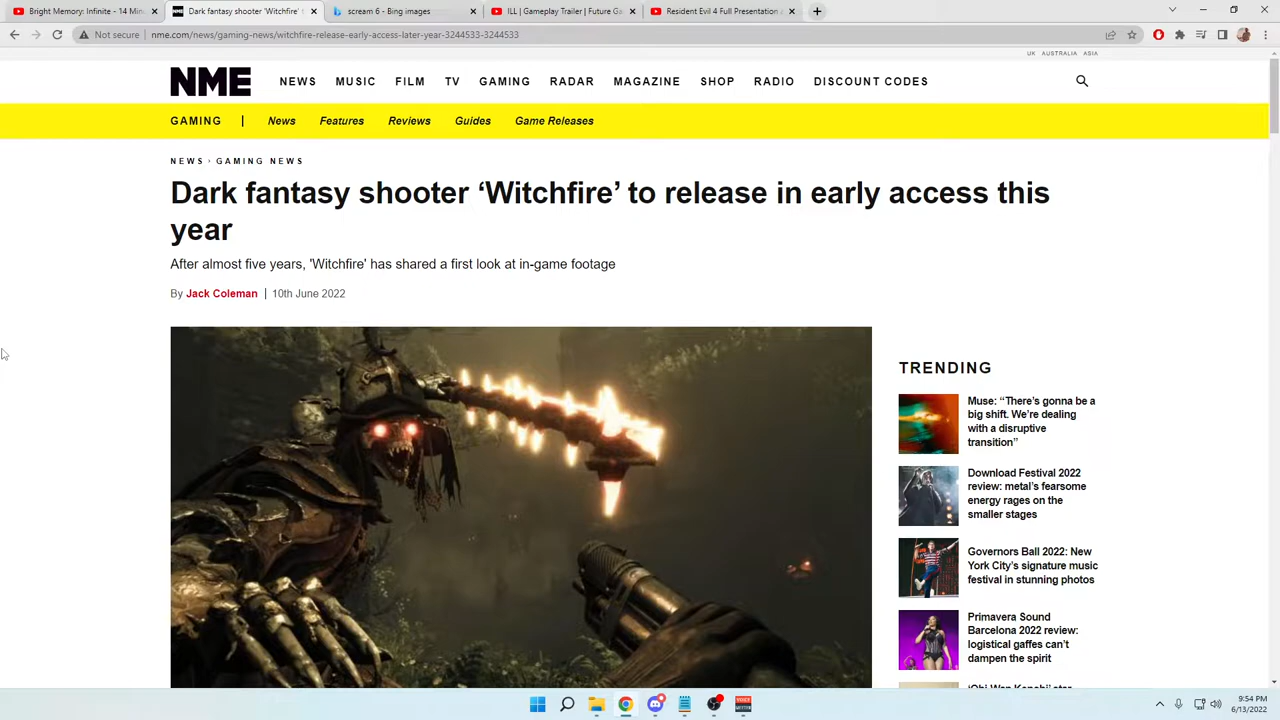 Bright Memory: Infinite - 14 Min
Dark fantasy shooter 'Witchfire' t
scream 6 - Bing images
ILL | Gameplay Trailer | Future Ga
Resident Evil 4 Full Presentation a
Not secure | nme.com/news/gaming-news/witchfire-release-early-access-later-year-3244533-3244533
UK AUSTRALIA ASIA
NME NEWS MUSIC FILM TV GAMING RADAR MAGAZINE SHOP RADIO DISCOUNT CODES
GAMING | News Features Reviews Guides Game Releases
NEWS › GAMING NEWS
Dark fantasy shooter ‘Witchfire’ to release in early access this
year
After almost five years, 'Witchfire' has shared a first look at in-game footage
By Jack Coleman | 10th June 2022
TRENDING
Muse: “There’s gonna be a
big shift. We’re dealing
with a disruptive
transition”
Download Festival 2022
review: metal’s fearsome
energy rages on the
smaller stages
Governors Ball 2022: New
York City’s signature music
festival in stunning photos
Primavera Sound
Barcelona 2022 review:
logistical gaffes can’t
dampen the spirit
9:54 PM
6/13/2022